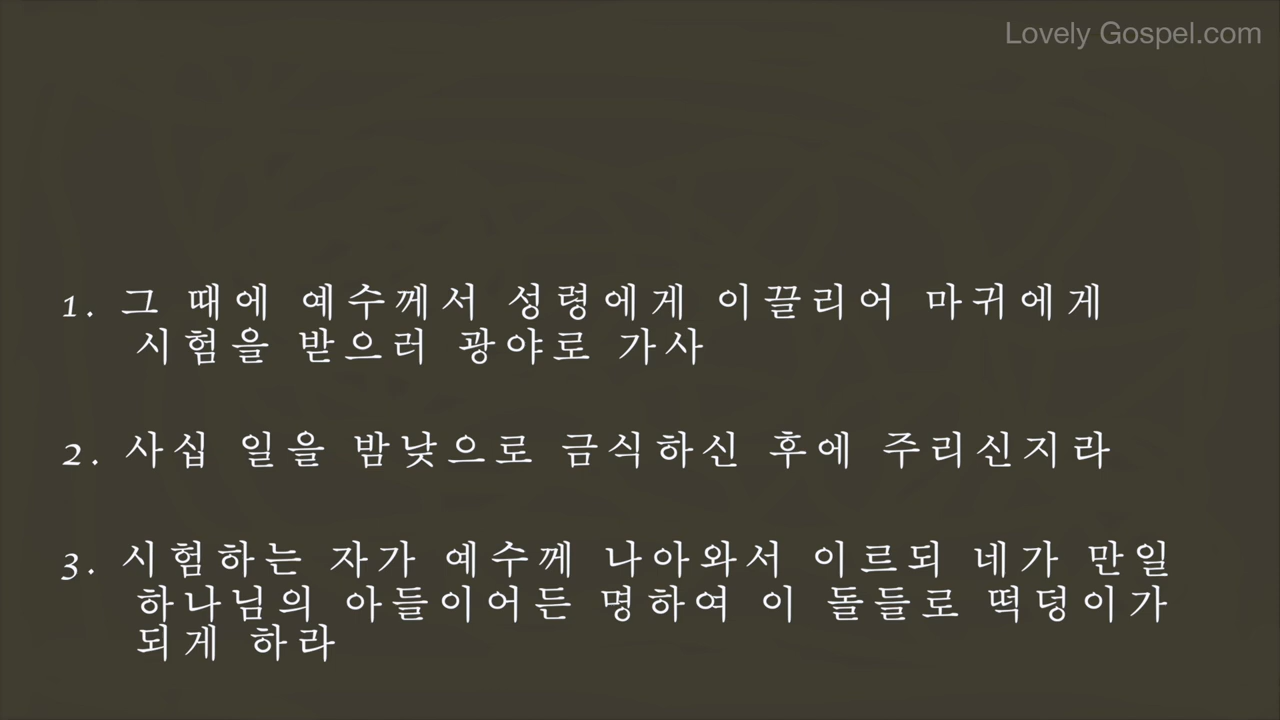 Lovely Gospel.com
1. 그 때에 예수께서 성령에게 이끌리어 마귀에게
시험을 받으러 광야로 가사
2. 사십 일을 밤낮으로 금식하신 후에 주리신지라
3. 시험하는 자가 예수께 나아와서 이르되 네가 만일
하나님의 아들이어든 명하여 이 돌들로 떡덩이가
되게 하라